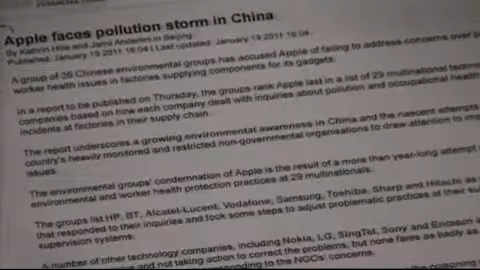 FINANCIAL TIMES
Apple faces pollution storm in China
By Kathrin Hille and Jamil Anderlini in Beijing
Published: January 19 2011 16:04 | Last updated: January 19 2011 16:04
A group of 35 Chinese environmental groups has accused Apple of failing to address concerns over
worker health issues in factories supplying components for its gadgets.
In a report to be published on Thursday, the groups rank Apple last in a list of 29 multinational
companies based on how each company dealt with inquiries about pollution and occupational
incidents at factories in their supply chain.
The report underscores a growing environmental awareness in China and the nascent attempts
country's heavily monitored and restricted non-governmental organisations to draw attention to
issues.
The environmental groups' condemnation of Apple is the result of a more than year-long attempt
environmental and worker health protection practices at 29 multinationals.
The groups list HP, BT, Alcatel-Lucent, Vodafone, Samsung, Toshiba, Sharp and Hitachi as
that responded to their inquiries and took some steps to adjust problematic practices at their
supervision systems.
A number of other technology companies, including Nokia, LG, SingTel, Sony and Ericsson
and not taking action to correct the problems, but none fares as badly as
responding to the NGOs' concerns.